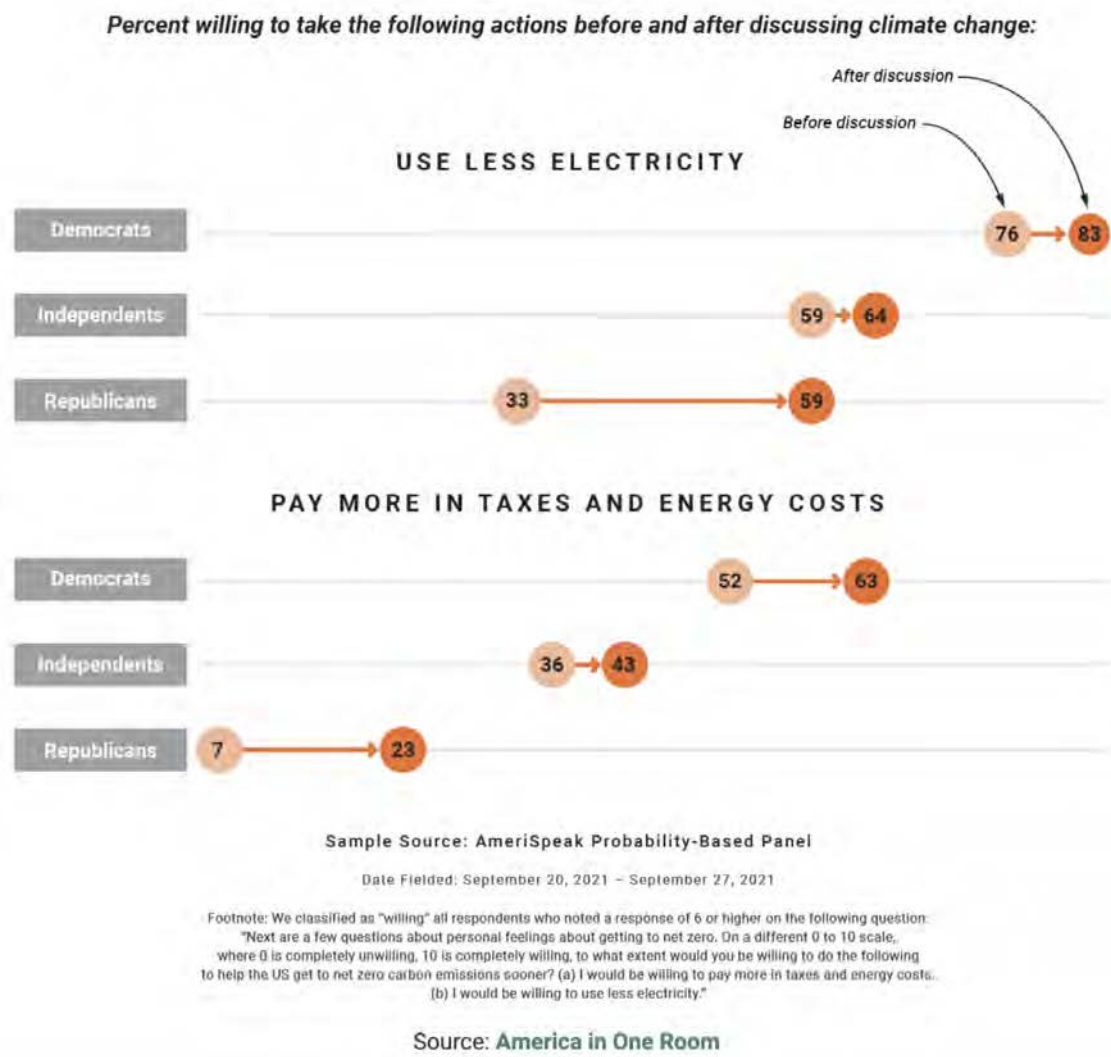 Percent willing to take the following actions before and after discussing climate change:
After discussion
Before discussion
USE LESS ELECTRICITY
Democrats 76 83
Independents 59 64
Republicans 33 59
PAY MORE IN TAXES AND ENERGY COSTS
Democrats 52 63
Independents 36 43
Republicans 7 23
Sample Source: AmeriSpeak Probability-Based Panel
Date Fielded: September 20, 2021 – September 27, 2021
Footnote: We classified as "willing" all respondents who noted a response of 6 or higher on the following question:
"Next are a few questions about personal feelings about getting to net zero. On a different 0 to 10 scale,
where 0 is completely unwilling, 10 is completely willing, to what extent would you be willing to do the following
to help the US get to net zero carbon emissions sooner? (a) I would be willing to pay more in taxes and energy costs.
(b) I would be willing to use less electricity."
Source: America in One Room